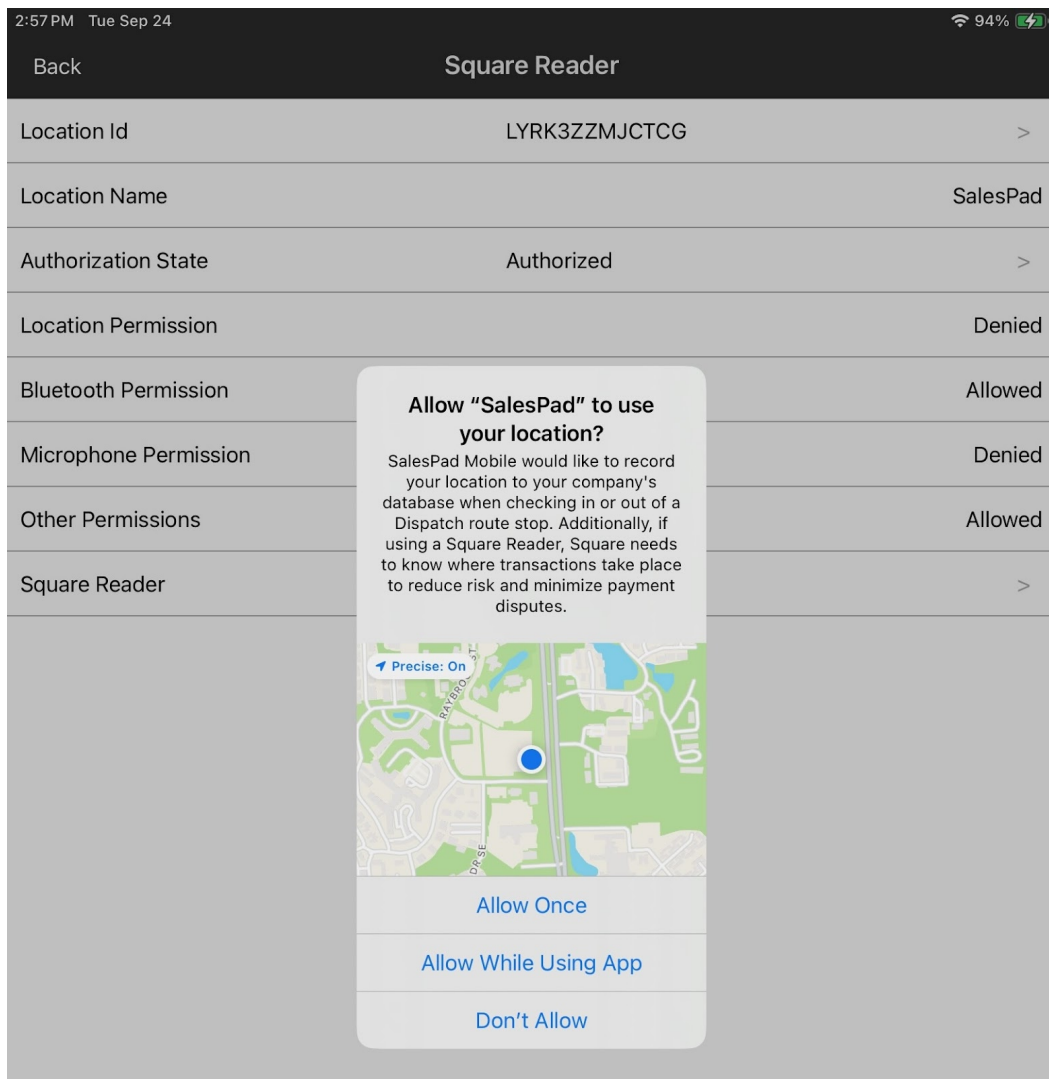 2:57 PM Tue Sep 24 94%
Back Square Reader
Location Id LYRK3ZZMJCTCG >
Location Name SalesPad
Authorization State Authorized >
Location Permission Denied
Bluetooth Permission Allowed
Microphone Permission Denied
Other Permissions Allowed
Square Reader >
Allow “SalesPad” to use
your location?
SalesPad Mobile would like to record
your location to your company's
database when checking in or out of a
Dispatch route stop. Additionally, if
using a Square Reader, Square needs
to know where transactions take place
to reduce risk and minimize payment
disputes.
Precise: On
RAYBRO ST
DR SE
Allow Once
Allow While Using App
Don’t Allow